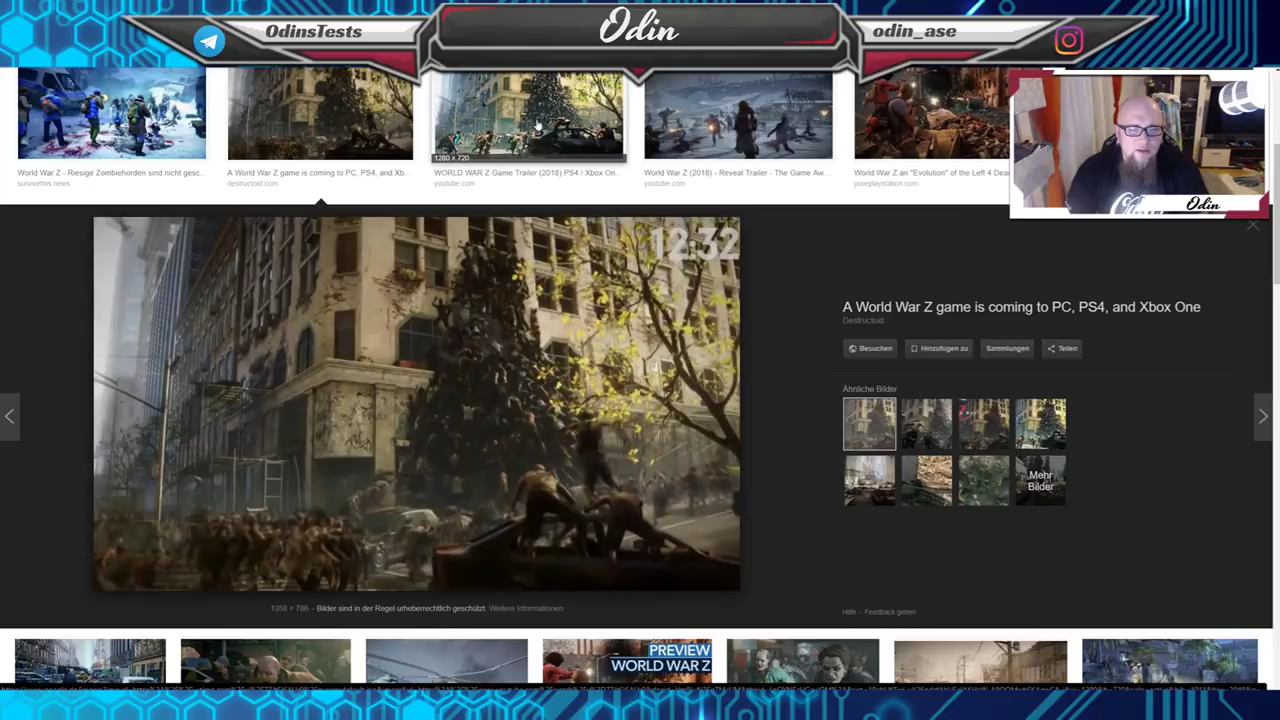 OdinsTests
Odin
odin_ase
World War Z - Riesige Zombiehorden sind nicht gesc...
survivethis.news
A World War Z game is coming to PC, PS4, and Xb...
destructoid.com
1280 × 720
WORLD WAR Z Game Trailer (2018) PS4 / Xbox On...
youtube.com
World War Z (2018) - Reveal Trailer - The Game Aw...
youtube.com
World War Z an "Evolution" of the Left 4 Dea
pureplaystation.com
Odin
12:32
A World War Z game is coming to PC, PS4, and Xbox One
Destructoid
Besuchen
Hinzufügen zu
Sammlungen
Teilen
Ähnliche Bilder
Mehr
Bilder
1358 × 786 - Bilder sind in der Regel urheberrechtlich geschützt. Weitere Informationen
Hilfe - Feedback geben
PREVIEW
WORLD WAR Z